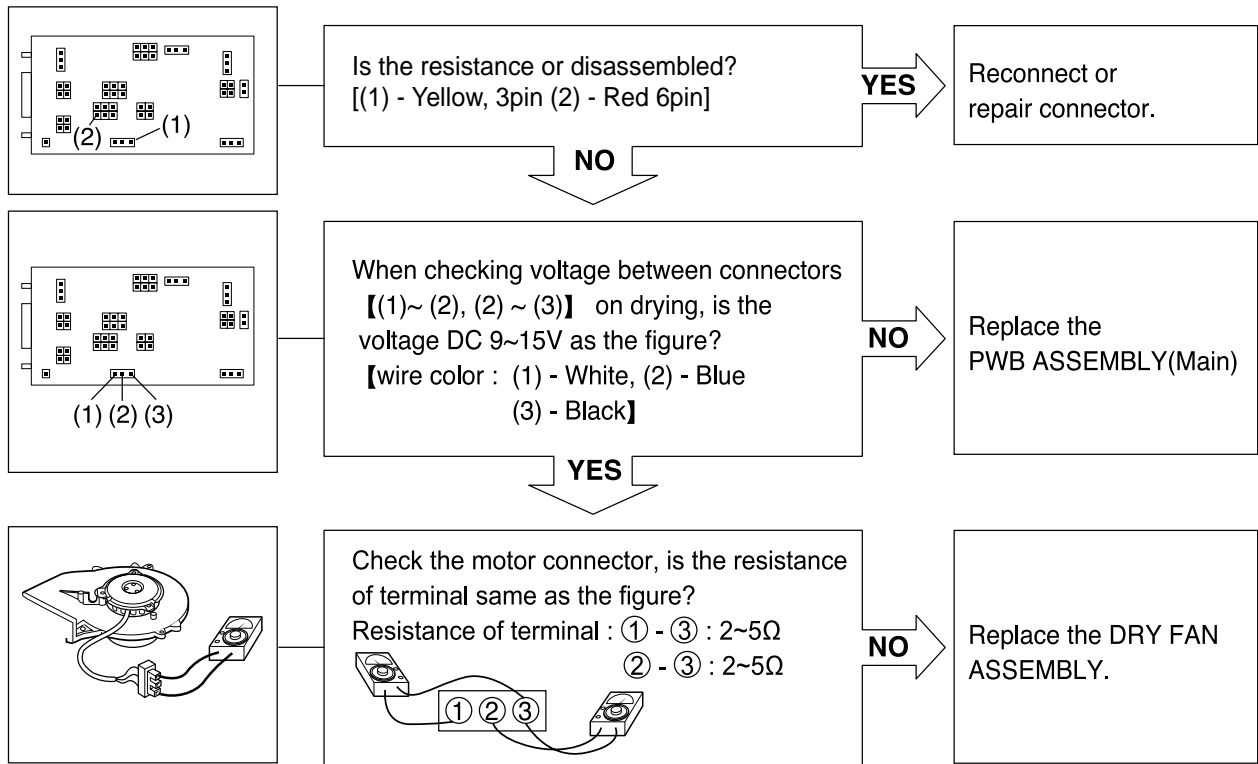 (2)
(1)
Is the resistance or disassembled?
[(1) - Yellow, 3pin (2) - Red 6pin]
YES
Reconnect or
repair connector.
NO
(1) (2) (3)
When checking voltage between connectors
【(1)~ (2), (2) ~ (3)】 on drying, is the
voltage DC 9~15V as the figure?
【wire color : (1) - White, (2) - Blue
(3) - Black】
NO
Replace the
PWB ASSEMBLY(Main)
YES
Check the motor connector, is the resistance
of terminal same as the figure?
Resistance of terminal : ① - ③ : 2~5Ω
② - ③ : 2~5Ω
① ② ③
NO
Replace the DRY FAN
ASSEMBLY.